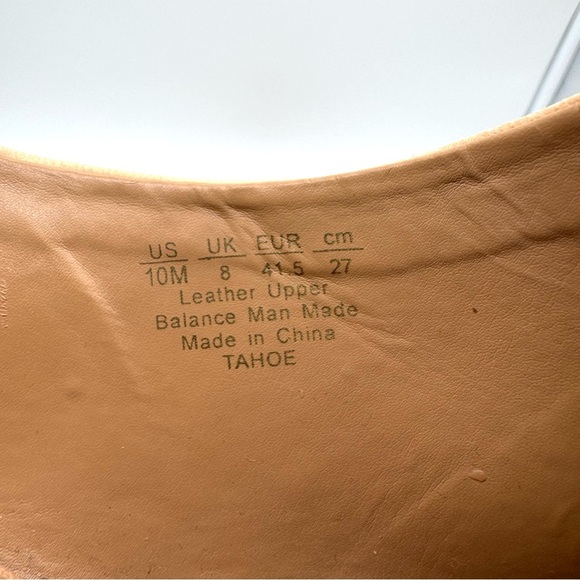 US UK EUR cm
10M 8 41.5 27
Leather Upper
Balance Man Made
Made in China
TAHOE